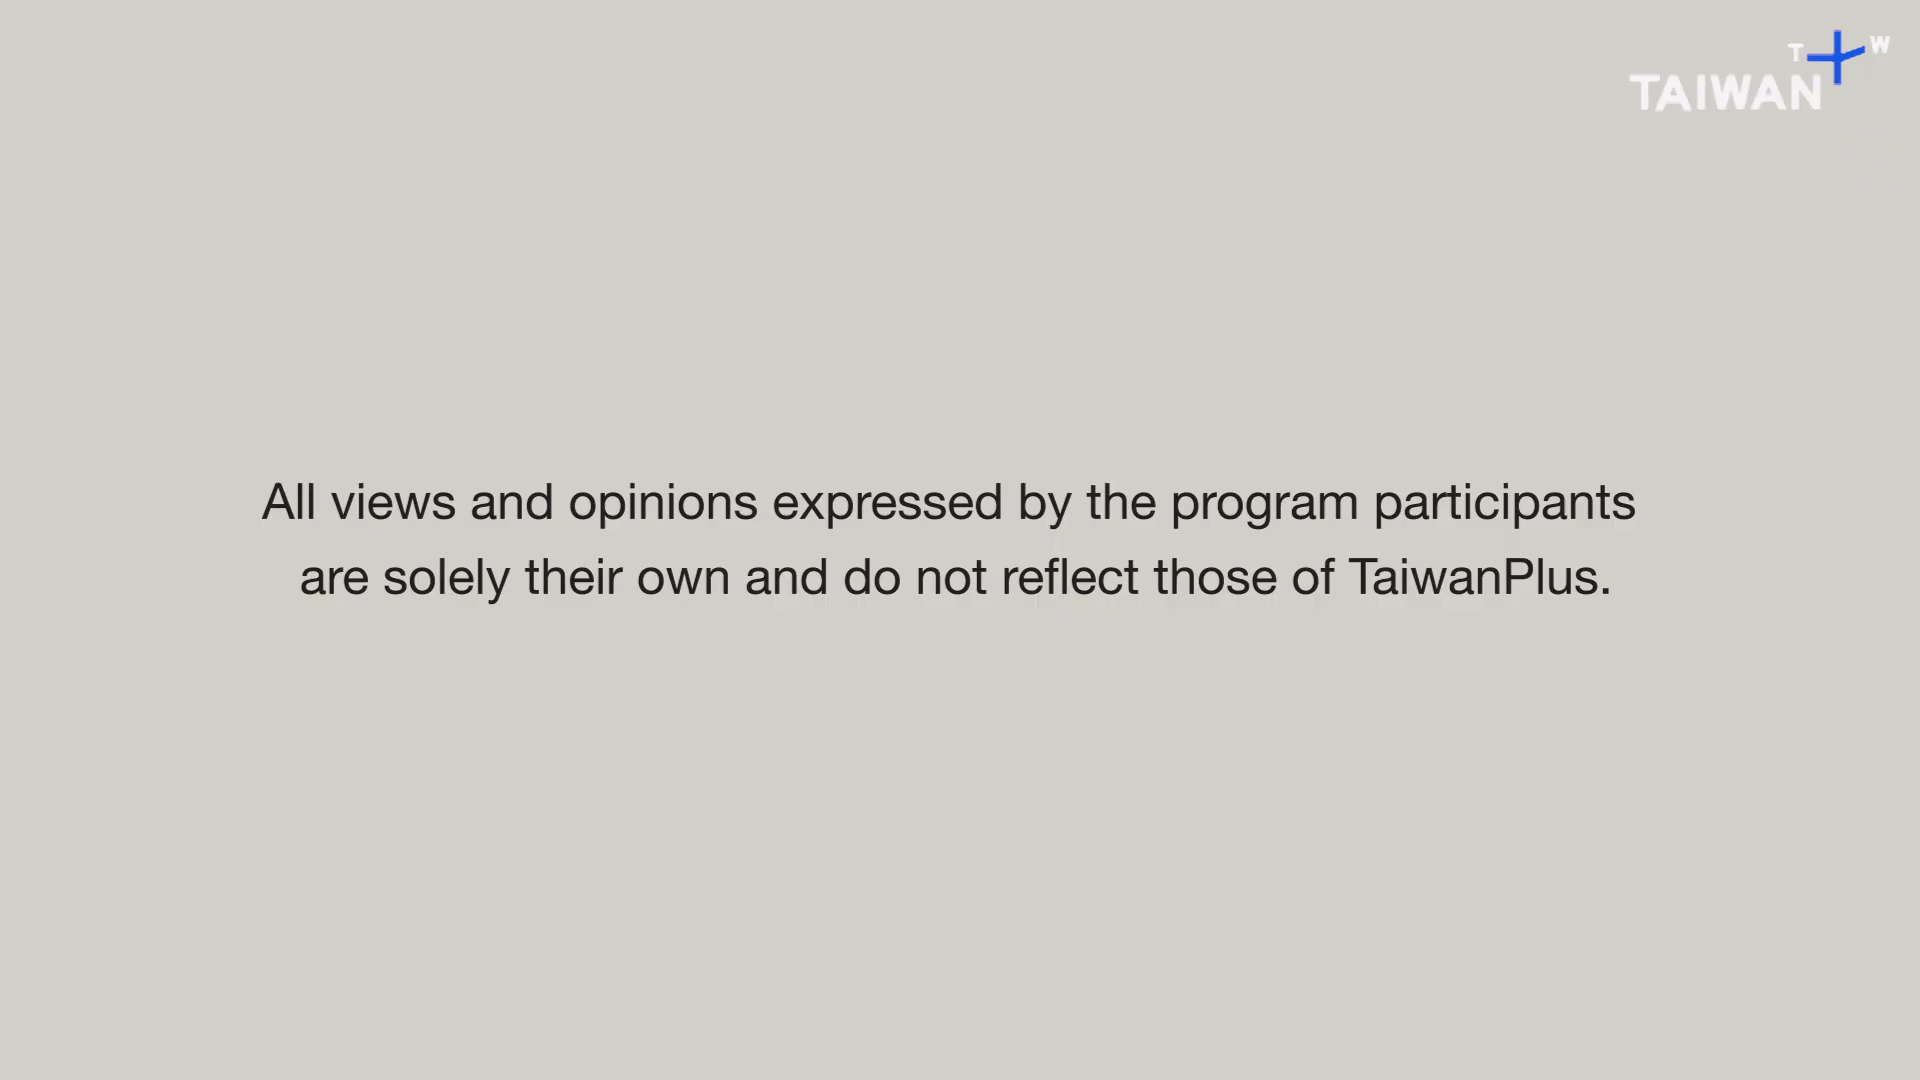 T W
TAIWAN
All views and opinions expressed by the program participants
are solely their own and do not reflect those of TaiwanPlus.